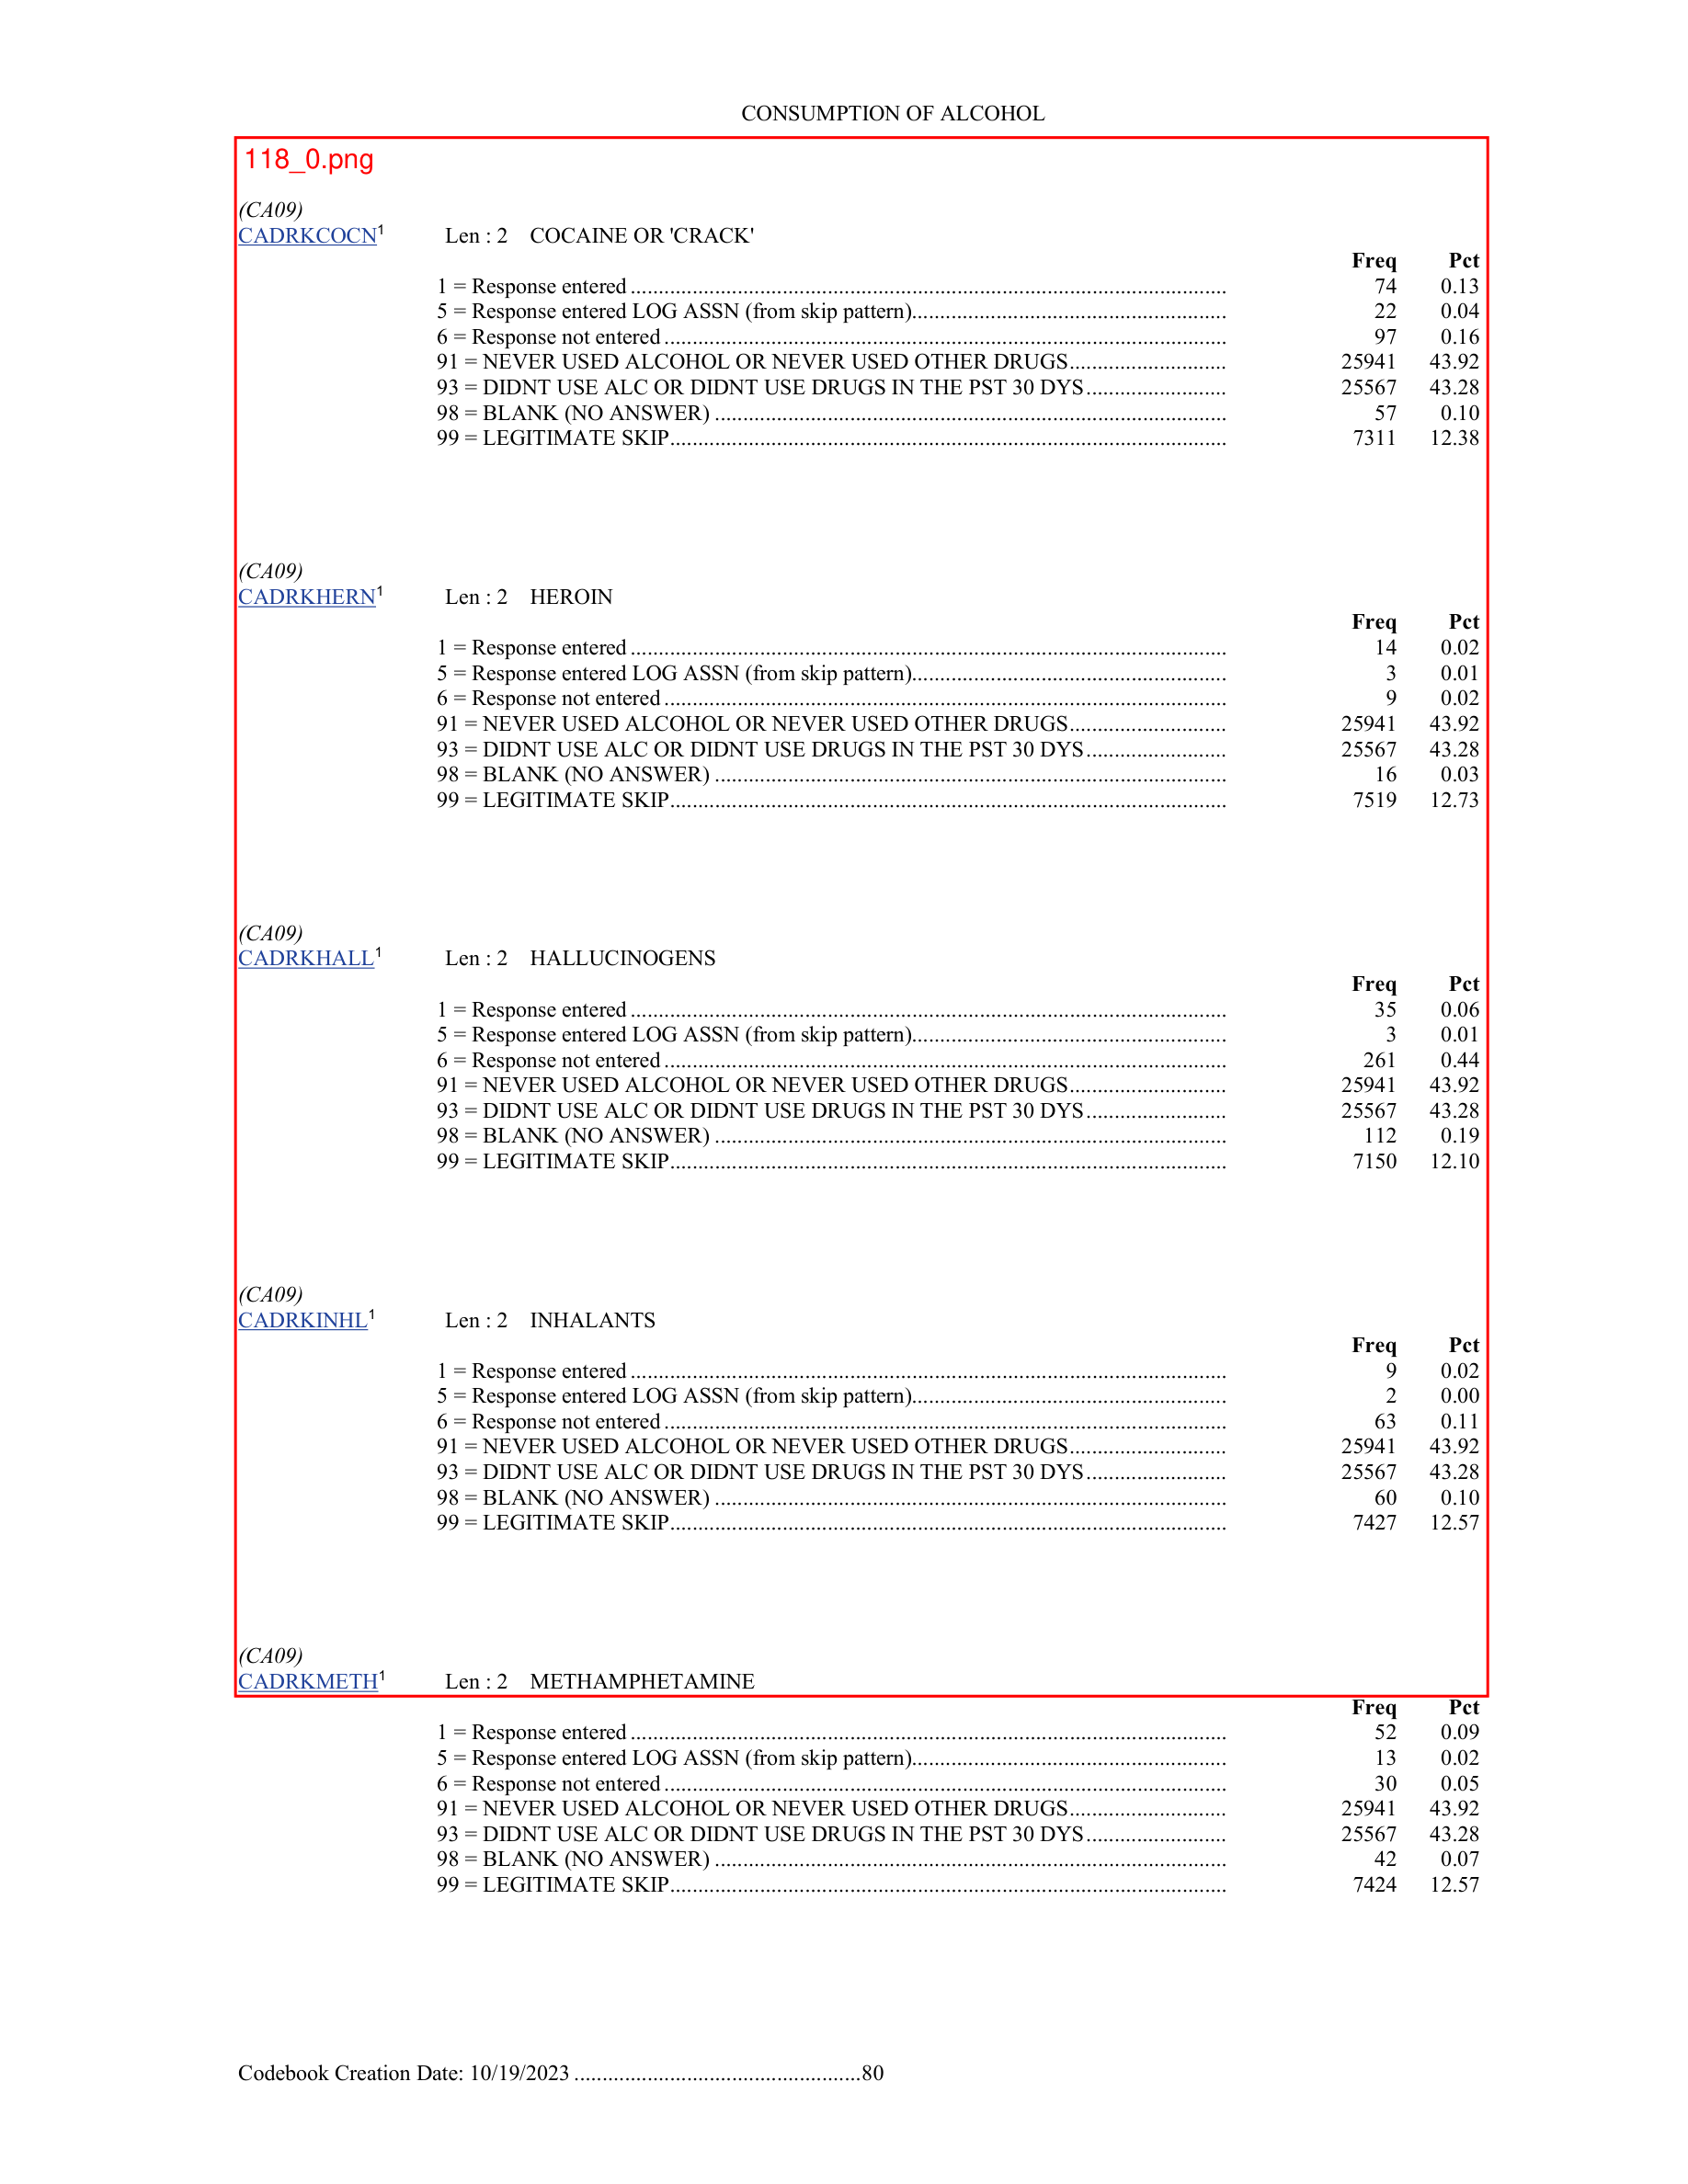 CONSUMPTION OF ALCOHOL
118_0.png
(CA09)
CADRKCOCN1 Len : 2 COCAINE OR 'CRACK'
Freq Pct
1 = Response entered 74 0.13
5 = Response entered LOG ASSN (from skip pattern) 22 0.04
6 = Response not entered 97 0.16
91 = NEVER USED ALCOHOL OR NEVER USED OTHER DRUGS 25941 43.92
93 = DIDNT USE ALC OR DIDNT USE DRUGS IN THE PST 30 DYS 25567 43.28
98 = BLANK (NO ANSWER) 57 0.10
99 = LEGITIMATE SKIP 7311 12.38
(CA09)
CADRKHERN1 Len : 2 HEROIN
Freq Pct
1 = Response entered 14 0.02
5 = Response entered LOG ASSN (from skip pattern) 3 0.01
6 = Response not entered 9 0.02
91 = NEVER USED ALCOHOL OR NEVER USED OTHER DRUGS 25941 43.92
93 = DIDNT USE ALC OR DIDNT USE DRUGS IN THE PST 30 DYS 25567 43.28
98 = BLANK (NO ANSWER) 16 0.03
99 = LEGITIMATE SKIP 7519 12.73
(CA09)
CADRKHALL1 Len : 2 HALLUCINOGENS
Freq Pct
1 = Response entered 35 0.06
5 = Response entered LOG ASSN (from skip pattern) 3 0.01
6 = Response not entered 261 0.44
91 = NEVER USED ALCOHOL OR NEVER USED OTHER DRUGS 25941 43.92
93 = DIDNT USE ALC OR DIDNT USE DRUGS IN THE PST 30 DYS 25567 43.28
98 = BLANK (NO ANSWER) 112 0.19
99 = LEGITIMATE SKIP 7150 12.10
(CA09)
CADRKINHL1 Len : 2 INHALANTS
Freq Pct
1 = Response entered 9 0.02
5 = Response entered LOG ASSN (from skip pattern) 2 0.00
6 = Response not entered 63 0.11
91 = NEVER USED ALCOHOL OR NEVER USED OTHER DRUGS 25941 43.92
93 = DIDNT USE ALC OR DIDNT USE DRUGS IN THE PST 30 DYS 25567 43.28
98 = BLANK (NO ANSWER) 60 0.10
99 = LEGITIMATE SKIP 7427 12.57
(CA09)
CADRKMETH1 Len : 2 METHAMPHETAMINE
Freq Pct
1 = Response entered 52 0.09
5 = Response entered LOG ASSN (from skip pattern) 13 0.02
6 = Response not entered 30 0.05
91 = NEVER USED ALCOHOL OR NEVER USED OTHER DRUGS 25941 43.92
93 = DIDNT USE ALC OR DIDNT USE DRUGS IN THE PST 30 DYS 25567 43.28
98 = BLANK (NO ANSWER) 42 0.07
99 = LEGITIMATE SKIP 7424 12.57
Codebook Creation Date: 10/19/2023 80